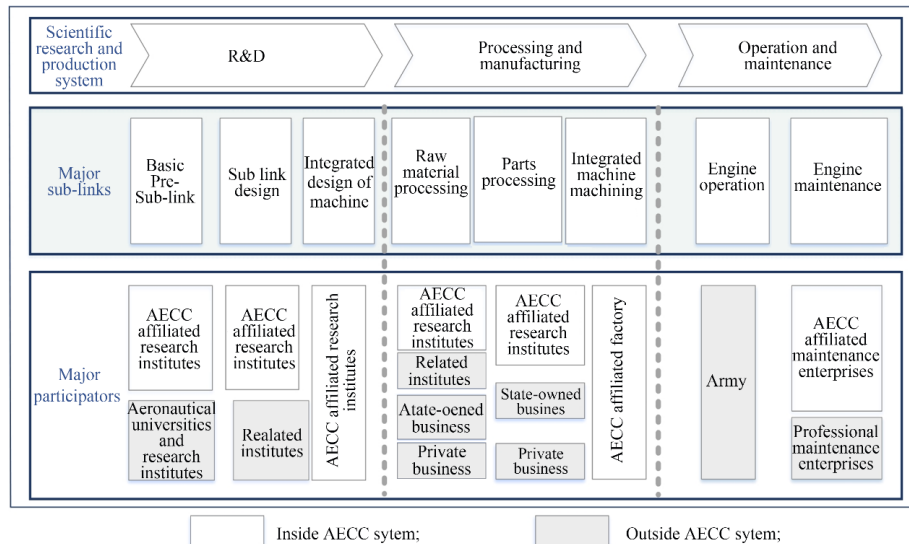 Scientific
research and
production
system
R&D
Processing and
manufacturing
Operation and
maintenance
Major
sub-links
Basic
Pre-
Sub-link
Sub link
design
Integrated
design of
machine
Raw
material
processing
Parts
processing
Integrated
machine
machining
Engine
operation
Engine
maintenance
Major
participators
AECC
affiliated
research
institutes
Aeronautical
universities
and
research
institutes
AECC
affiliated
research
institutes
Realated
institutes
AECC affiliated research
institutes
AECC
affiliated
research
institutes
Related
institutes
Atate-oened
business
Private
business
AECC
affiliated
research
institutes
State-owned
busines
Private
business
AECC affiliated factory
Army
AECC
affiliated
maintenance
enterprises
Professional
maintenance
enterprises
Inside AECC sytem;
Outside AECC sytem;